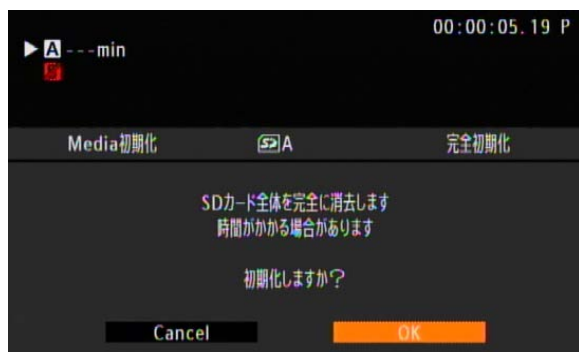 00:00:05.19 P
A ---min
Media初期化 A 完全初期化
SDカード全体を完全に消去します
時間がかかる場合があります
初期化しますか?
Cancel OK